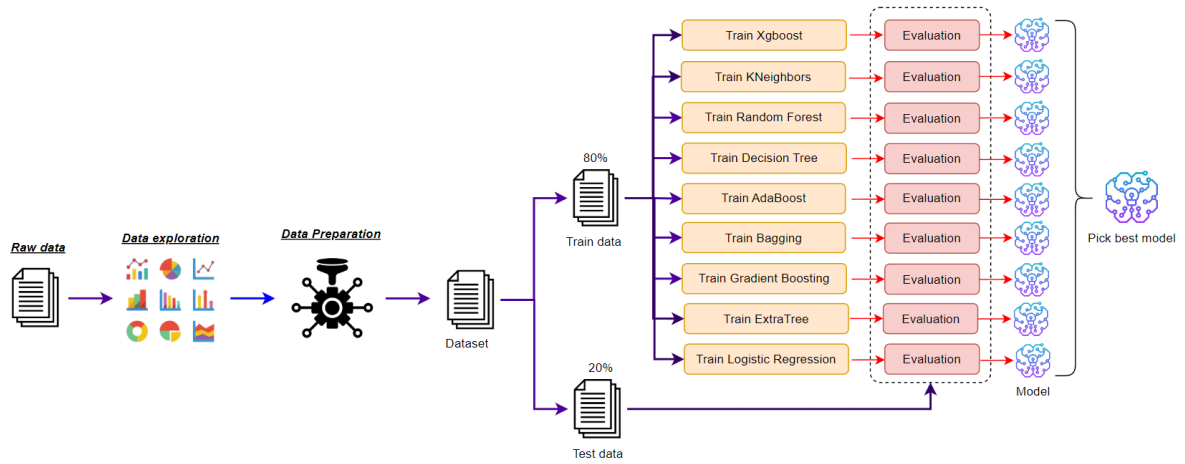 Raw data
Data exploration
Data Preparation
Dataset
80%
Train data
20%
Test data
Train Xgboost
Evaluation
Train KNeighbors
Evaluation
Train Random Forest
Evaluation
Train Decision Tree
Evaluation
Train AdaBoost
Evaluation
Train Bagging
Evaluation
Train Gradient Boosting
Evaluation
Train ExtraTree
Evaluation
Train Logistic Regression
Evaluation
Model
Pick best model